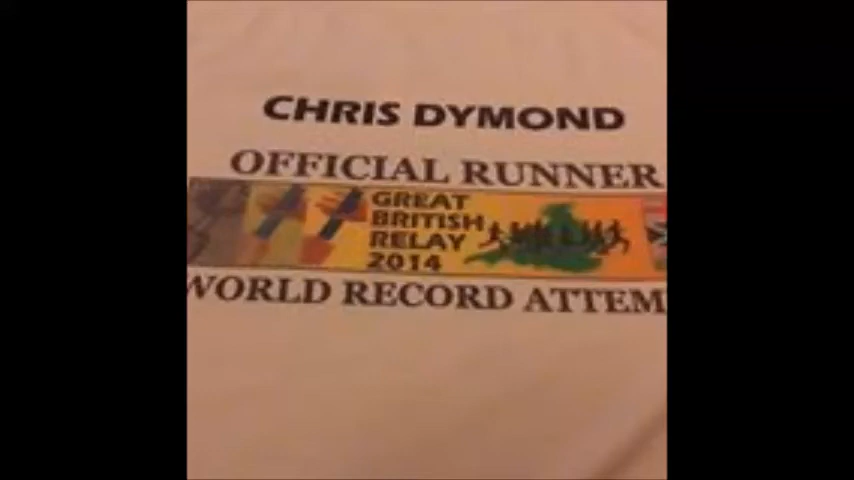 CHRIS DYMOND
OFFICIAL RUNNER
GREAT
BRITISH
RELAY
2014
WORLD RECORD ATTEM